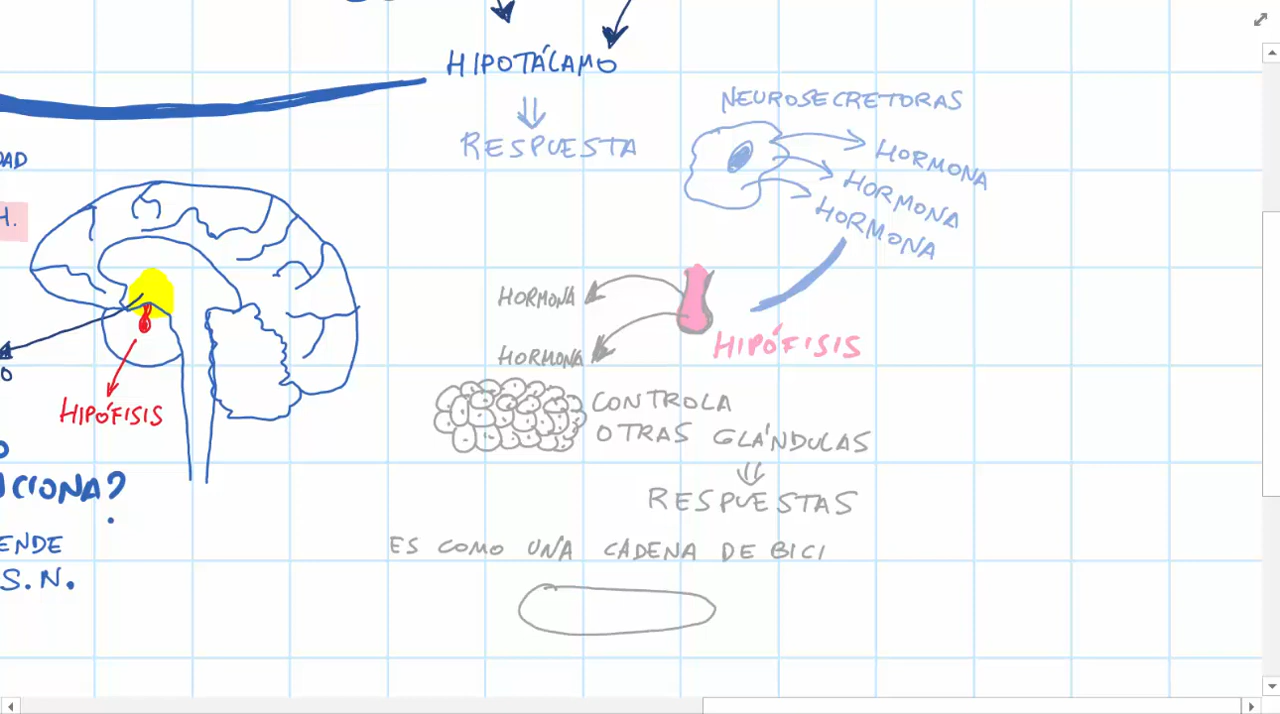 HIPOTÁLAMO
RESPUESTA
NEUROSECRETORAS
HORMONA
HORMONA
HORMONA
DAD
H.
O
HIPÓFISIS
O
CIONA?
ENDE
S.N.
HORMONA
HORMONA
HIPÓFISIS
CONTROLA
OTRAS GLÁNDULAS
RESPUESTAS
ES COMO UNA CADENA DE BICI